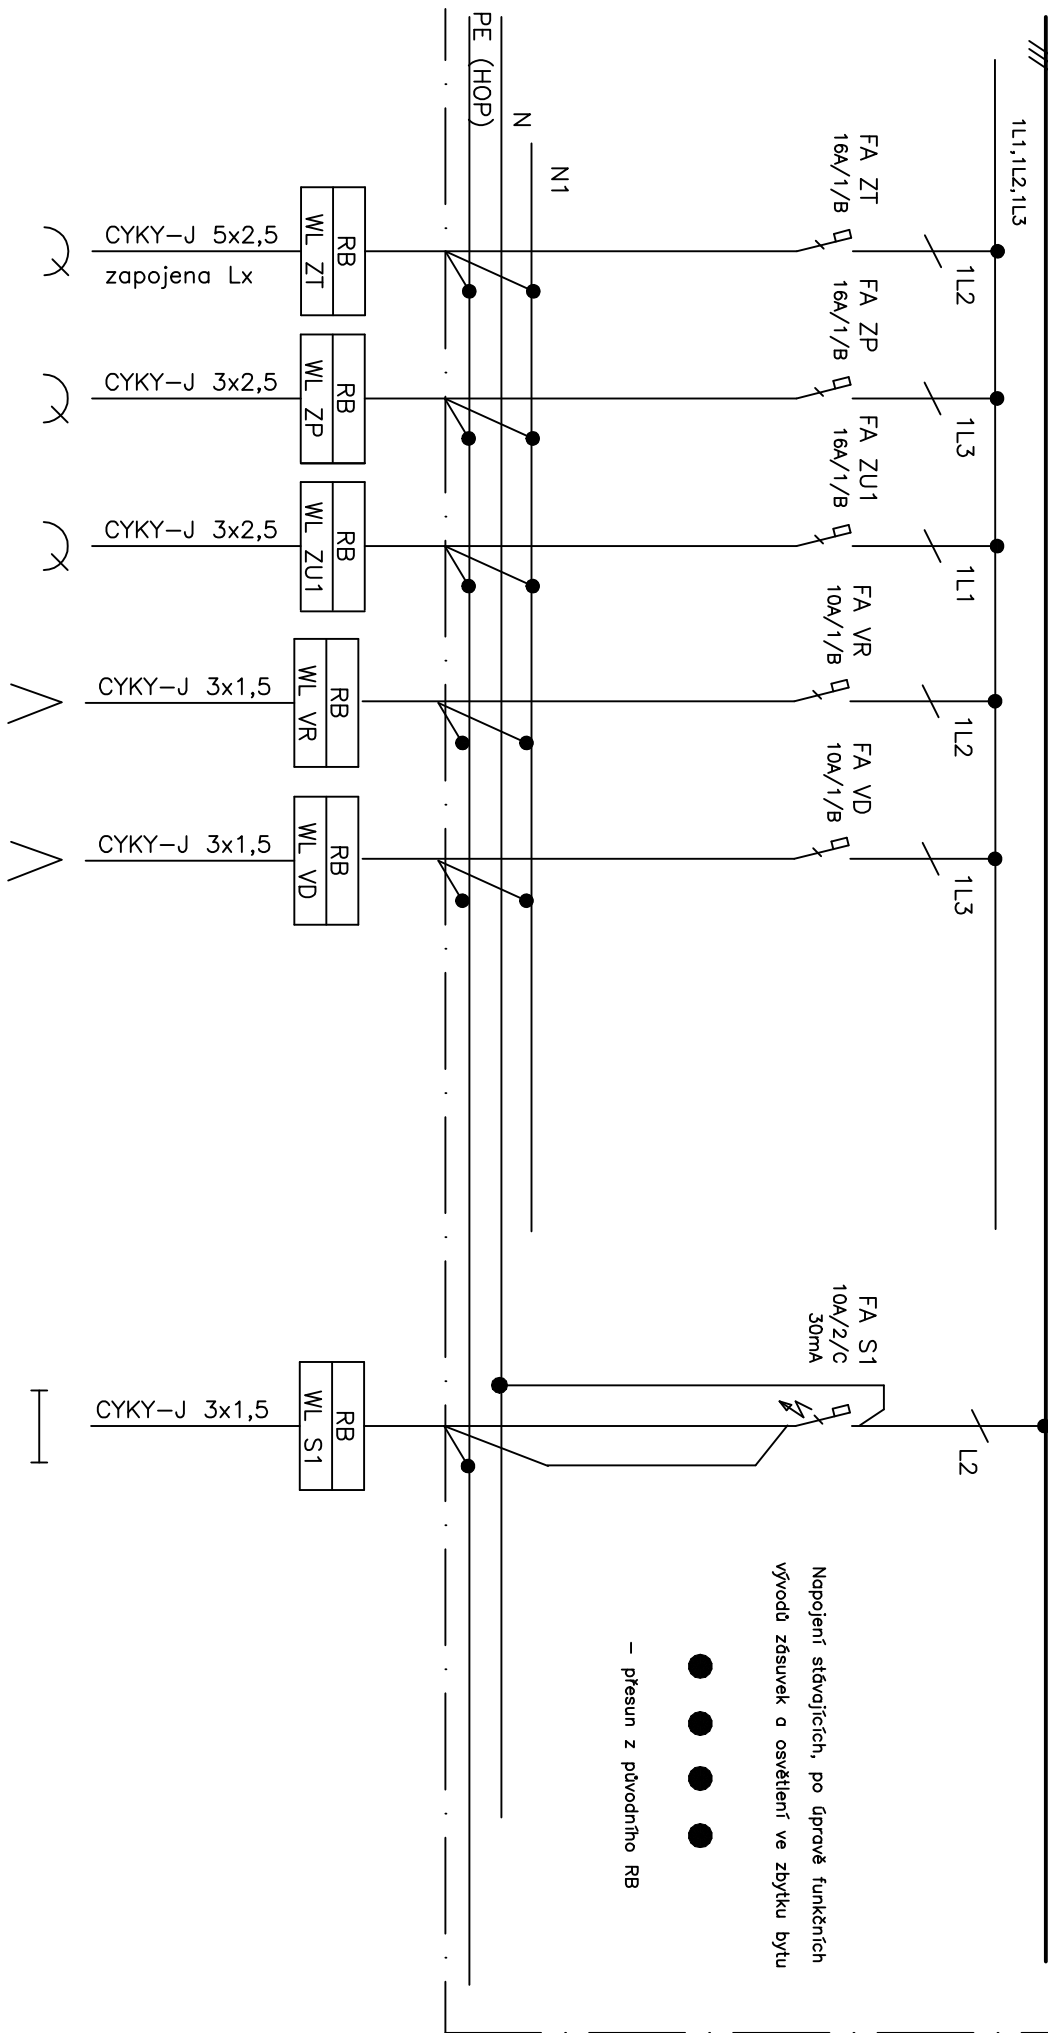 PE (HOP)
N
N1
1L1,1L2,1L3
FA ZT
16A/1/B
1L2
RB
WL ZT
CYKY-J 5x2,5
zapojena Lx
FA ZP
16A/1/B
1L3
RB
WL ZP
CYKY-J 3x2,5
FA ZU1
16A/1/B
1L1
RB
WL ZU1
CYKY-J 3x2,5
FA VR
10A/1/B
1L2
RB
WL VR
CYKY-J 3x1,5
FA VD
10A/1/B
1L3
RB
WL VD
CYKY-J 3x1,5
FA S1
10A/2/C
30mA
L2
RB
WL S1
CYKY-J 3x1,5
Napojení stávajících, po úpravě funkčních
vývodů zásuvek a osvětlení ve zbytku bytu
- přesun z původního RB